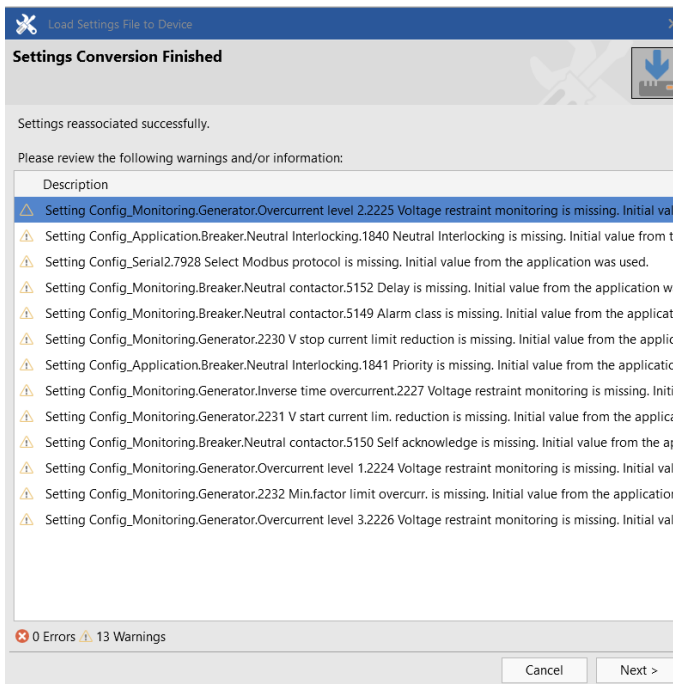 Load Settings File to Device
Settings Conversion Finished
Settings reassociated successfully.
Please review the following warnings and/or information:
Description
Setting Config_Monitoring.Generator.Overcurrent level 2.2225 Voltage restraint monitoring is missing. Initial
Setting Config_Application.Breaker.Neutral Interlocking.1840 Neutral Interlocking is missing. Initial value from
Setting Config_Serial2.7928 Select Modbus protocol is missing. Initial value from the application was used.
Setting Config_Monitoring.Breaker.Neutral contactor.5152 Delay is missing. Initial value from the application
Setting Config_Monitoring.Breaker.Neutral contactor.5149 Alarm class is missing. Initial value from the
Setting Config_Monitoring.Generator.2230 V stop current limit reduction is missing. Initial value from the
Setting Config_Application.Breaker.Neutral Interlocking.1841 Priority is missing. Initial value from the
Setting Config_Monitoring.Generator.Inverse time overcurrent.2227 Voltage restraint monitoring is missing.
Setting Config_Monitoring.Generator.2231 V start current lim. reduction is missing. Initial value from the
Setting Config_Monitoring.Breaker.Neutral contactor.5150 Self acknowledge is missing. Initial value from the
Setting Config_Monitoring.Generator.Overcurrent level 1.2224 Voltage restraint monitoring is missing. Initial
Setting Config_Monitoring.Generator.2232 Min.factor limit overcurr. is missing. Initial value from the
Setting Config_Monitoring.Generator.Overcurrent level 3.2226 Voltage restraint monitoring is missing. Initial
0 Errors 13 Warnings
Cancel Next >